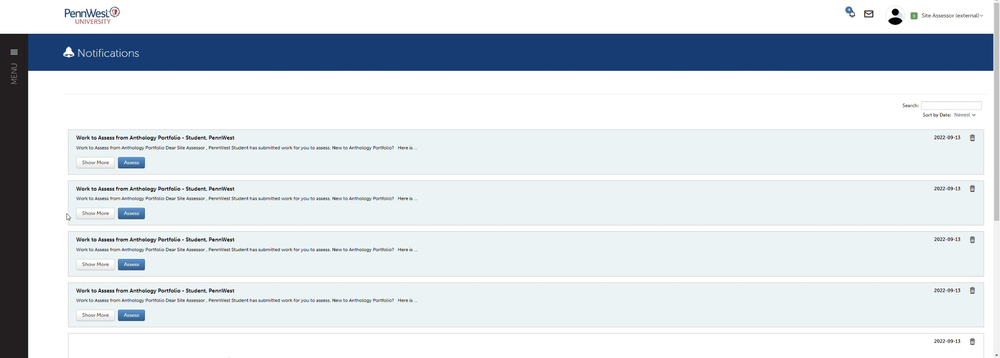 PennWest
UNIVERSITY
4
g
Site Assessor (external)
MENU
Notifications
Search:
Sort by Date: Newest
Work to Assess from Anthology Portfolio - Student, PennWest
2022-09-13
Work to Assess from Anthology Portfolio Dear Site Assessor , PennWest Student has submitted work for you to assess. New to Anthology Portfolio? Here is ...
Show More
Assess
Work to Assess from Anthology Portfolio - Student, PennWest
2022-09-13
Work to Assess from Anthology Portfolio Dear Site Assessor , PennWest Student has submitted work for you to assess. New to Anthology Portfolio? Here is ...
Show More
Assess
Work to Assess from Anthology Portfolio - Student, PennWest
2022-09-13
Work to Assess from Anthology Portfolio Dear Site Assessor , PennWest Student has submitted work for you to assess. New to Anthology Portfolio? Here is ...
Show More
Assess
Work to Assess from Anthology Portfolio - Student, PennWest
2022-09-13
Work to Assess from Anthology Portfolio Dear Site Assessor , PennWest Student has submitted work for you to assess. New to Anthology Portfolio? Here is ...
Show More
Assess
2022-09-13